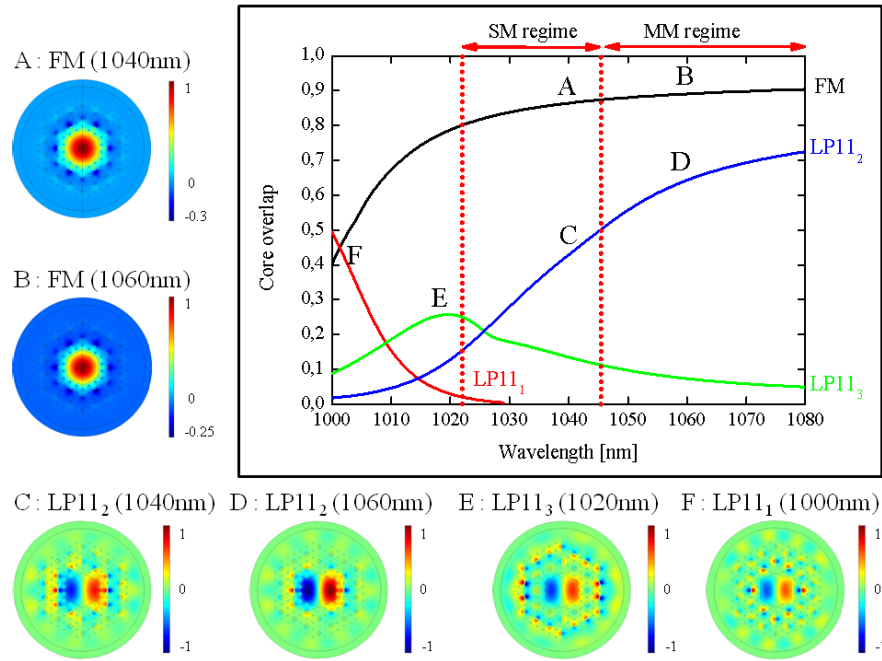 SM regime
MM regime
A : FM (1040nm)
1
0
-0.3
B : FM (1060nm)
1
0
-0.25
Core overlap
1,0
0,9
0,8
0,7
0,6
0,5
0,4
0,3
0,2
0,1
0,0
A
B
FM
LP11₂
D
C
F
E
LP11₁
LP11₃
1000 1010 1020 1030 1040 1050 1060 1070 1080
Wavelength [nm]
C : LP11₂ (1040nm)
D : LP11₂ (1060nm)
E : LP11₃ (1020nm)
F : LP11₁ (1000nm)
1
0
-1
1
0
-1
1
0
-1
1
0
-1